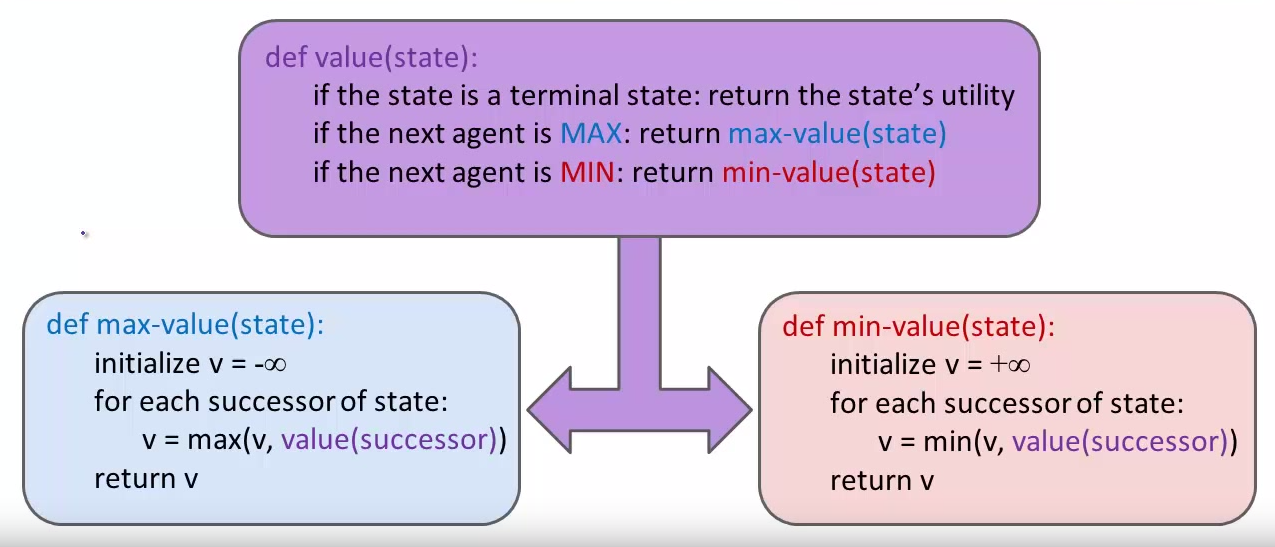 def value(state):
if the state is a terminal state: return the state’s utility
if the next agent is MAX: return max-value(state)
if the next agent is MIN: return min-value(state)
def max-value(state):
initialize v = -∞
for each successor of state:
v = max(v, value(successor))
return v
def min-value(state):
initialize v = +∞
for each successor of state:
v = min(v, value(successor))
return v